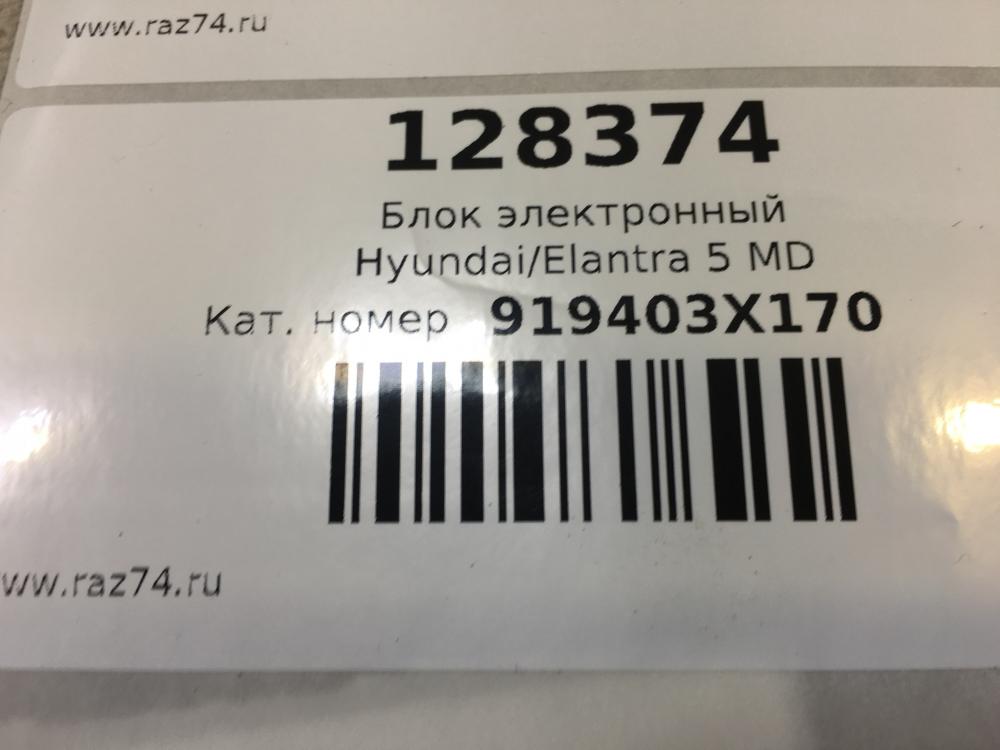 www.raz74.ru
128374
Блок электронный
Hyundai/Elantra 5 MD
Кат. номер 919403X170
ww.raz74.ru